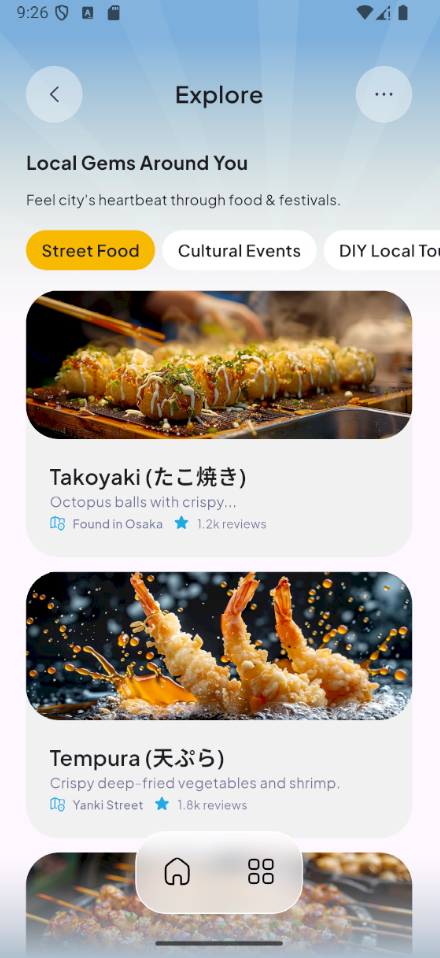 9:26
Explore
Local Gems Around You
Feel city's heartbeat through food & festivals.
Street Food Cultural Events DIY Local Tou
Takoyaki (たこ焼き)
Octopus balls with crispy...
Found in Osaka 1.2k reviews
Tempura (天ぷら)
Crispy deep-fried vegetables and shrimp.
Yanki Street 1.8k reviews